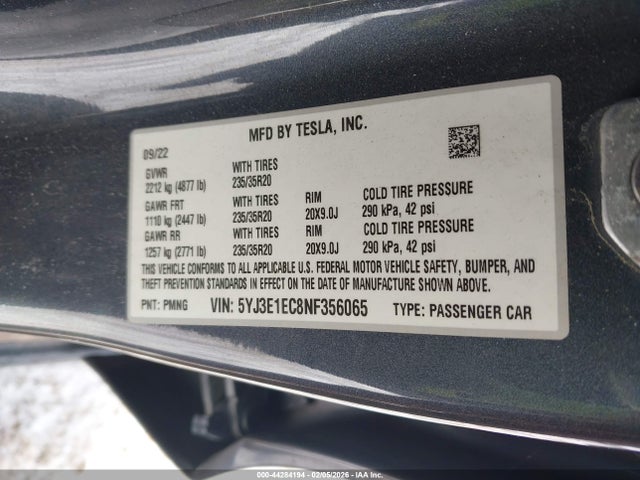 MFD BY TESLA, INC.
09/22
GVWR WITH TIRES
2212 kg (4877 lb) 235/35R20
GAWR FRT WITH TIRES RIM COLD TIRE PRESSURE
1110 kg (2447 lb) 235/35R20 20X9.0J 290 kPa, 42 psi
GAWR RR WITH TIRES RIM COLD TIRE PRESSURE
1257 kg (2771 lb) 235/35R20 20X9.0J 290 kPa, 42 psi
THIS VEHICLE CONFORMS TO ALL APPLICABLE U.S. FEDERAL MOTOR VEHICLE SAFETY, BUMPER, AND
THEFT PREVENTION STANDARDS IN EFFECT ON THE DATE OF MANUFACTURE SHOWN ABOVE.
PNT: PMNG VIN: 5YJ3E1EC8NF356065 TYPE: PASSENGER CAR
000-44284194 - 02/05/2026 - IAA, Inc.